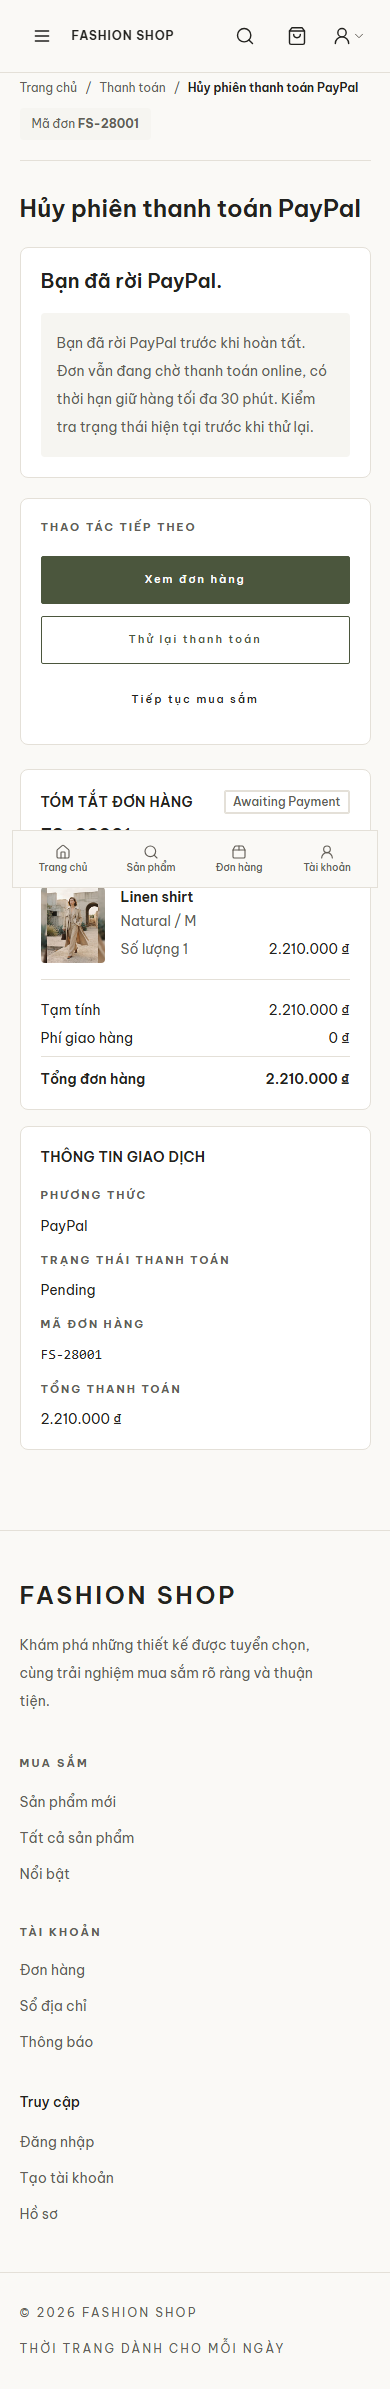 FASHION SHOP
Trang chủ / Thanh toán / Hủy phiên thanh toán PayPal
Mã đơn FS-28001
Hủy phiên thanh toán PayPal
Bạn đã rời PayPal.
Bạn đã rời PayPal trước khi hoàn tất.
Đơn vẫn đang chờ thanh toán online, có
thời hạn giữ hàng tối đa 30 phút. Kiểm
tra trạng thái hiện tại trước khi thử lại.
THAO TÁC TIẾP THEO
Xem đơn hàng
Thử lại thanh toán
Tiếp tục mua sắm
TÓM TẮT ĐƠN HÀNG
Awaiting Payment
Trang chủ
Sản phẩm
Đơn hàng
Tài khoản
Linen shirt
Natural / M
Số lượng 1
2.210.000 ₫
Tạm tính 2.210.000 ₫
Phí giao hàng 0 ₫
Tổng đơn hàng 2.210.000 ₫
THÔNG TIN GIAO DỊCH
PHƯƠNG THỨC
PayPal
TRẠNG THÁI THANH TOÁN
Pending
MÃ ĐƠN HÀNG
FS-28001
TỔNG THANH TOÁN
2.210.000 ₫
FASHION SHOP
Khám phá những thiết kế được tuyển chọn,
cùng trải nghiệm mua sắm rõ ràng và thuận
tiện.
MUA SẮM
Sản phẩm mới
Tất cả sản phẩm
Nổi bật
TÀI KHOẢN
Đơn hàng
Sổ địa chỉ
Thông báo
Truy cập
Đăng nhập
Tạo tài khoản
Hồ sơ
© 2026 FASHION SHOP
THỜI TRANG DÀNH CHO MỖI NGÀY